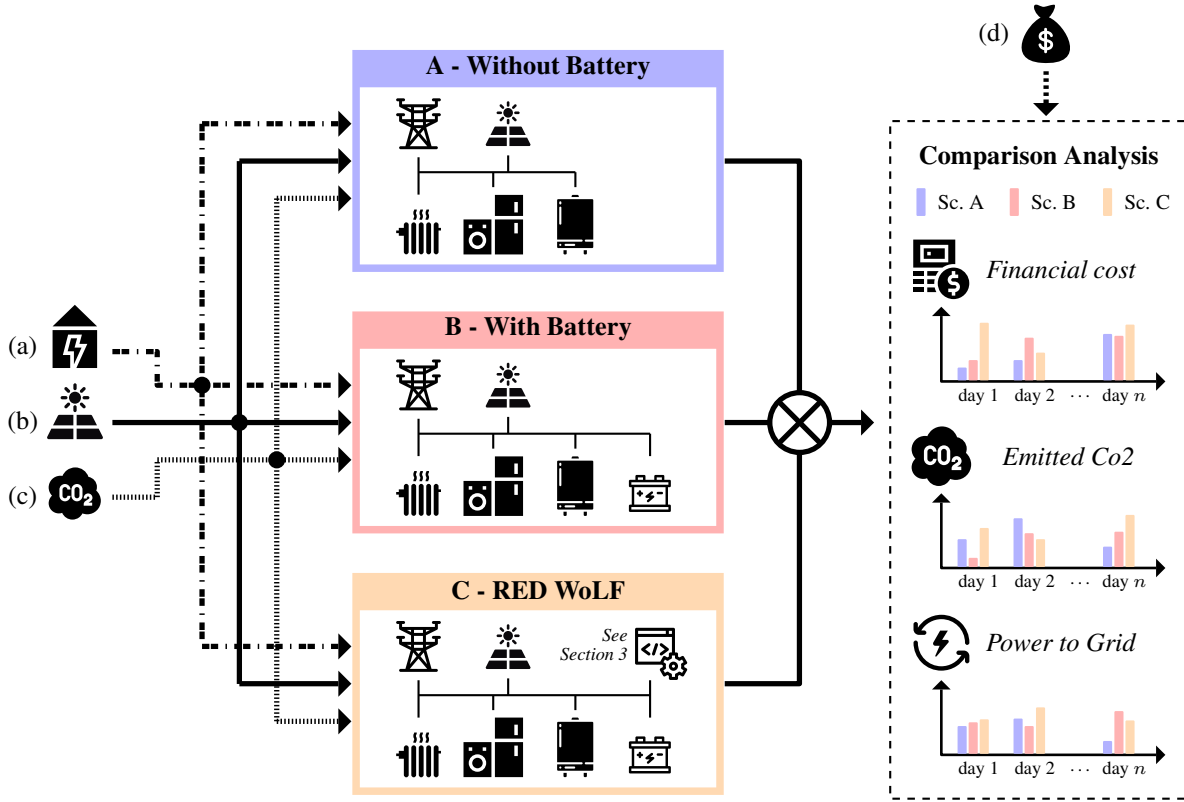 (d)
$
A - Without Battery
Comparison Analysis
Sc. A
Sc. B
Sc. C
Financial cost
$
day 1
day 2
...
day n
B - With Battery
(a)
(b)
(c)
CO2
Emitted Co2
CO2
day 1
day 2
...
day n
C - RED WoLF
See
Section 3
</>
Power to Grid
day 1
day 2
...
day n